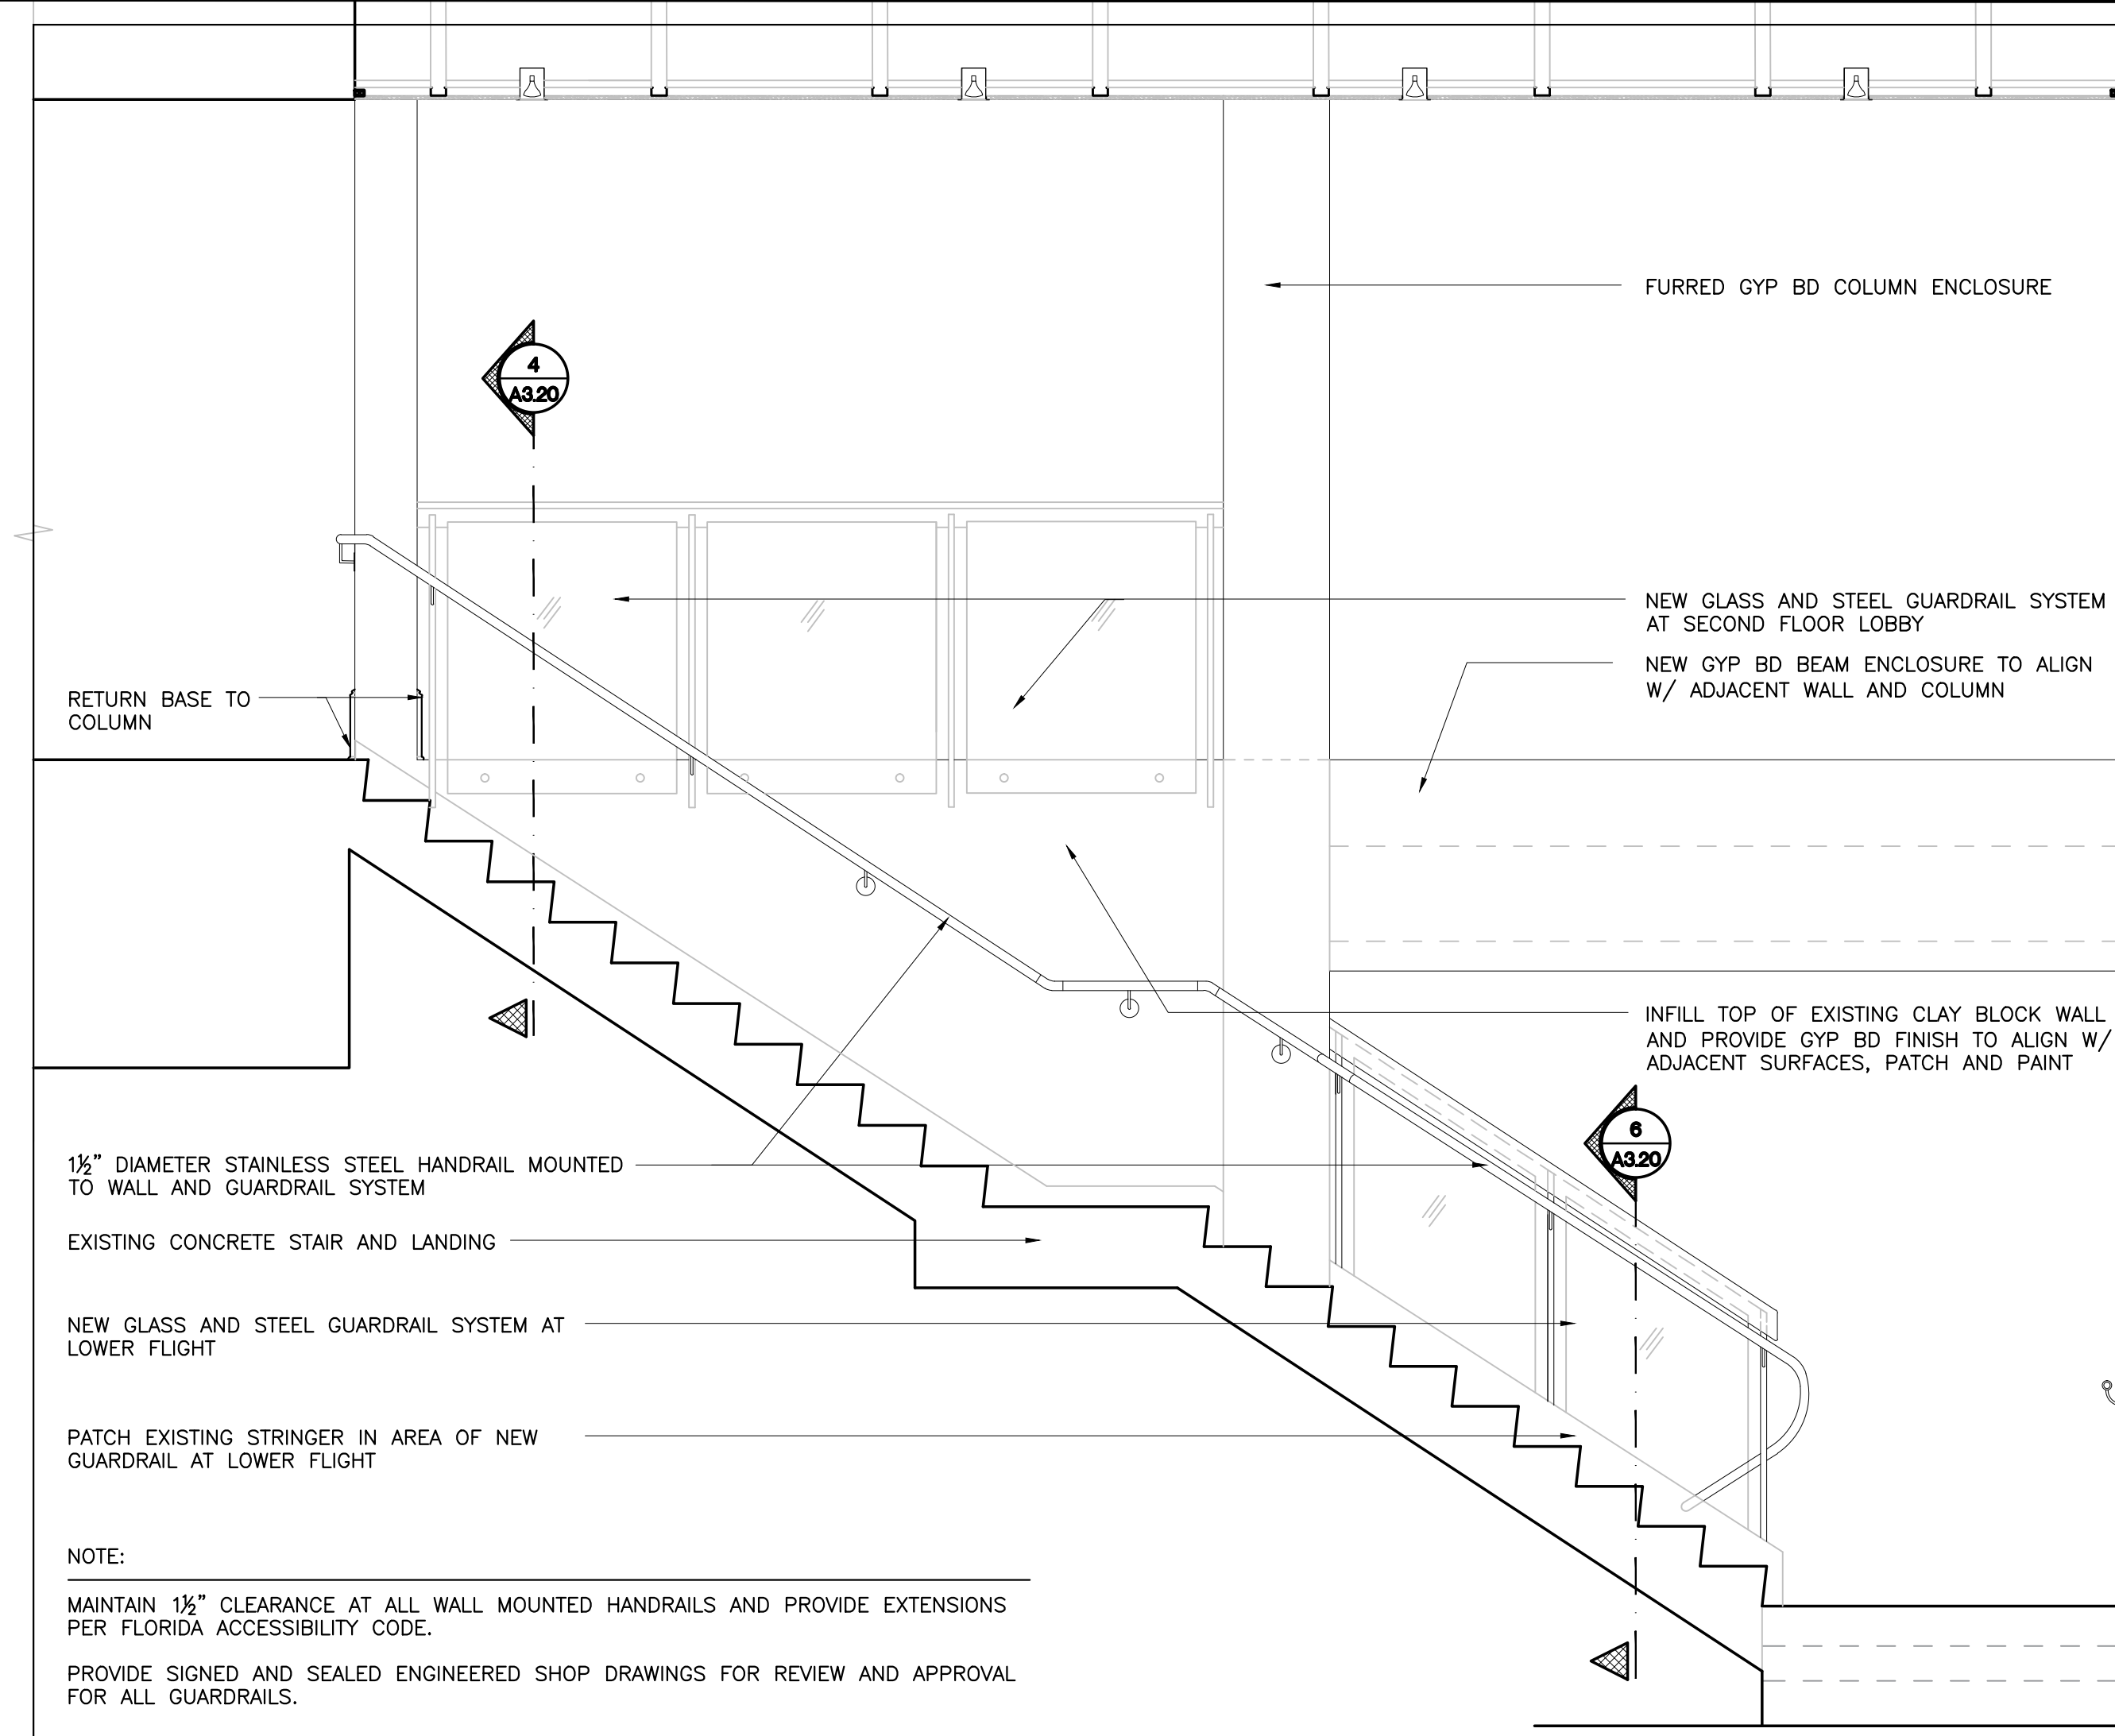 FURRED GYP BD COLUMN ENCLOSURE
4
A3.20
NEW GLASS AND STEEL GUARDRAIL SYSTEM
AT SECOND FLOOR LOBBY
NEW GYP BD BEAM ENCLOSURE TO ALIGN
W/ ADJACENT WALL AND COLUMN
RETURN BASE TO
COLUMN
INFILL TOP OF EXISTING CLAY BLOCK WALL
AND PROVIDE GYP BD FINISH TO ALIGN W/
ADJACENT SURFACES, PATCH AND PAINT
6
A3.20
1½" DIAMETER STAINLESS STEEL HANDRAIL MOUNTED
TO WALL AND GUARDRAIL SYSTEM
EXISTING CONCRETE STAIR AND LANDING
NEW GLASS AND STEEL GUARDRAIL SYSTEM AT
LOWER FLIGHT
PATCH EXISTING STRINGER IN AREA OF NEW
GUARDRAIL AT LOWER FLIGHT
NOTE:
MAINTAIN 1½" CLEARANCE AT ALL WALL MOUNTED HANDRAILS AND PROVIDE EXTENSIONS
PER FLORIDA ACCESSIBILITY CODE.
PROVIDE SIGNED AND SEALED ENGINEERED SHOP DRAWINGS FOR REVIEW AND APPROVAL
FOR ALL GUARDRAILS.